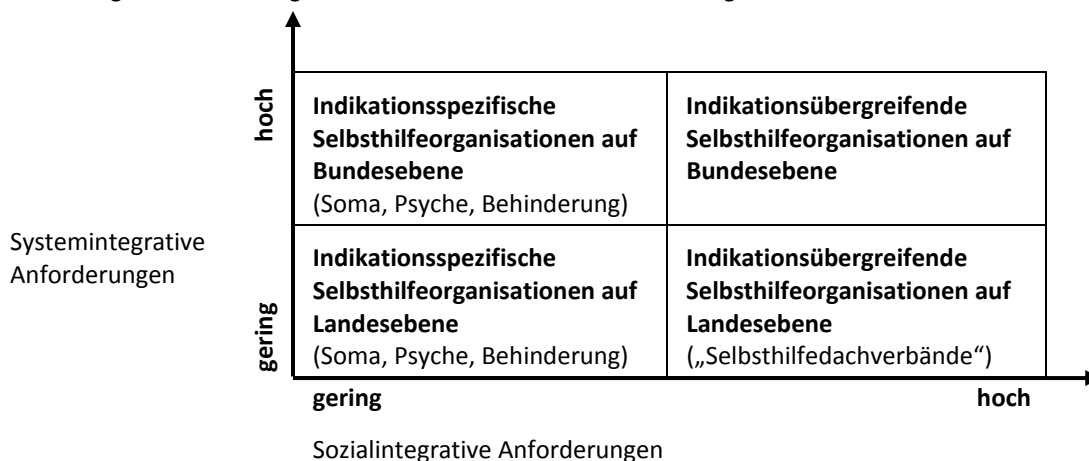 hoch
Indikationsspezifische
Selbsthilfeorganisationen auf
Bundesebene
(Soma, Psyche, Behinderung)
Indikationsübergreifende
Selbsthilfeorganisationen auf
Bundesebene
Systemintegrative
Anforderungen
gering
Indikationsspezifische
Selbsthilfeorganisationen auf
Landesebene
(Soma, Psyche, Behinderung)
Indikationsübergreifende
Selbsthilfeorganisationen auf
Landesebene
(„Selbsthilfedachverbände“)
gering
hoch
Sozialintegrative Anforderungen